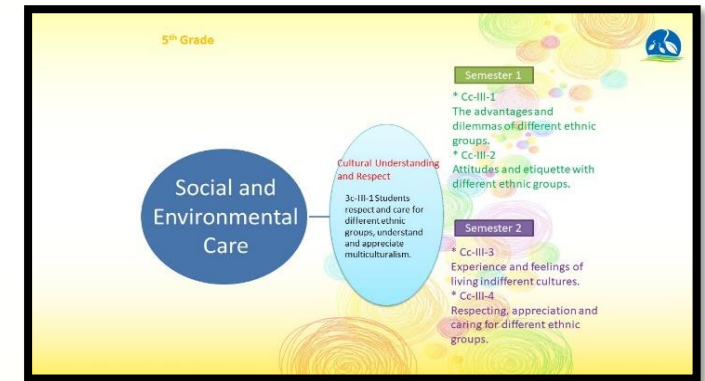 5th Grade
Social and
Environmental
Care
Cultural Understanding
and Respect
3c-III-1 Students
respect and care for
different ethnic
groups, understand
and appreciate
multiculturalism.
Semester 1
* Cc-III-1
The advantages and
dilemmas of different ethnic
groups.
* Cc-III-2
Attitudes and etiquette with
different ethnic groups.
Semester 2
* Cc-III-3
Experience and feelings of
living indifferent cultures.
* Cc-III-4
Respecting, appreciation and
caring for different ethnic
groups.